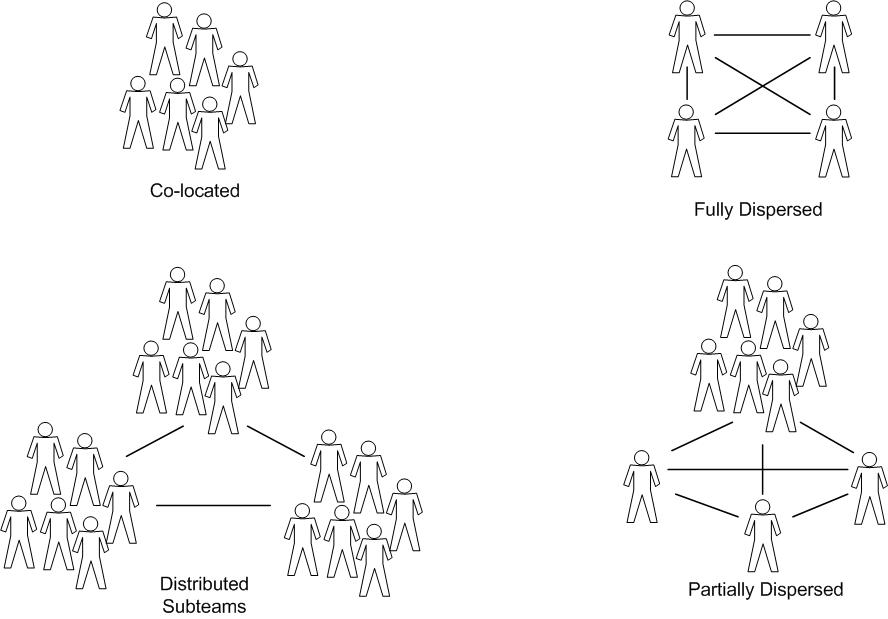 Co-located
Fully Dispersed
Distributed
Subteams
Partially Dispersed